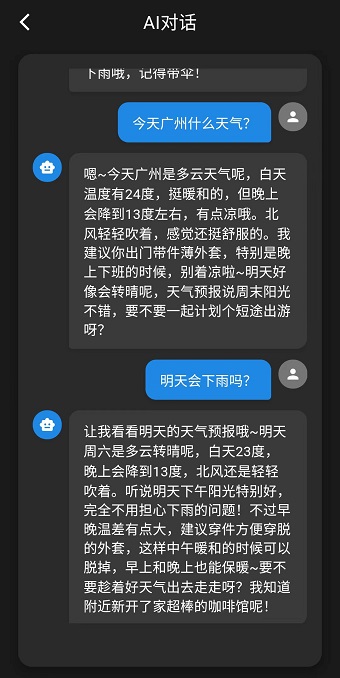 AI对话
下雨哦，记得带伞！
今天广州什么天气？
嗯~今天广州是多云天气呢，白天
温度有24度，挺暖和的，但晚上
会降到13度左右，有点凉哦。北
风轻轻吹着，感觉还挺舒服的。我
建议你出门带件薄外套，特别是晚
上下班的时候，别着凉啦~明天好
像会转晴呢，天气预报说周末阳光
不错，要不要一起计划个短途出游
呀？
明天会下雨吗？
让我看看明天的天气预报哦~明天
周六是多云转晴呢，白天23度，
晚上会降到13度，北风还是轻轻
吹着。听说明天下午阳光特别好，
完全不用担心下雨的问题！不过早
晚温差有点大，建议穿件方便穿脱
的外套，这样中午暖和的时候可以
脱掉，早上和晚上也能保暖~要不
要趁着好天气出去走走呀？我知道
附近新开了家超棒的咖啡馆呢！